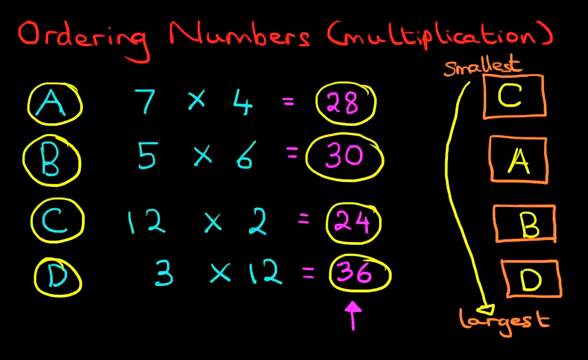 Ordering Numbers (multiplication)
smallest
A 7 × 4 = 28 C
B 5 × 6 = 30 A
C 12 × 2 = 24 B
D 3 × 12 = 36 D
largest